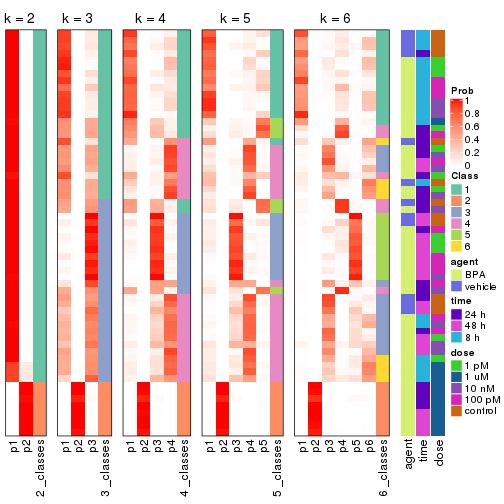 k = 2
k = 3
k = 4
k = 5
k = 6
p1
p2
2_classes
p1
p2
p3
3_classes
p1
p2
p3
p4
4_classes
p1
p2
p3
p4
p5
5_classes
p1
p2
p3
p4
p5
p6
6_classes
agent
time
dose
Prob
1
0.8
0.6
0.4
0.2
0
Class
1
2
3
4
5
6
agent
BPA
vehicle
time
24 h
48 h
8 h
dose
1 pM
1 uM
10 nM
100 pM
control